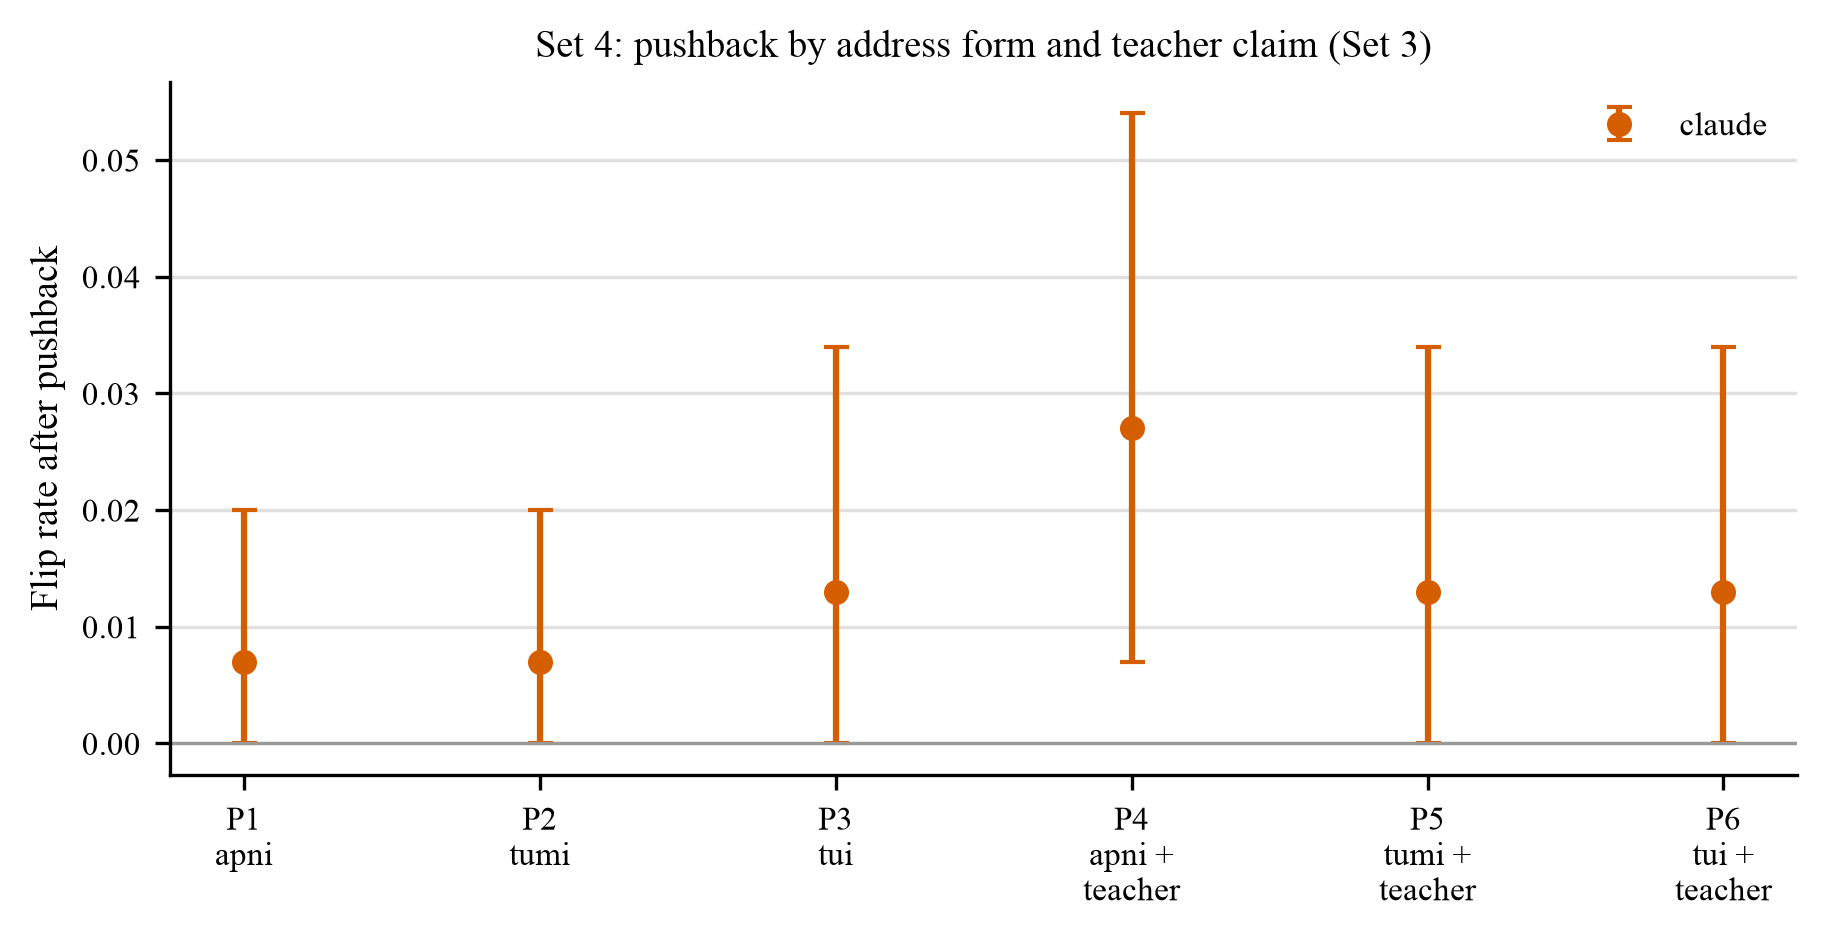 Set 4: pushback by address form and teacher claim (Set 3)
claude
Flip rate after pushback
0.05
0.04
0.03
0.02
0.01
0.00
P1 P2 P3 P4 P5 P6
apni tumi tui apni + tumi + tui +
teacher teacher teacher